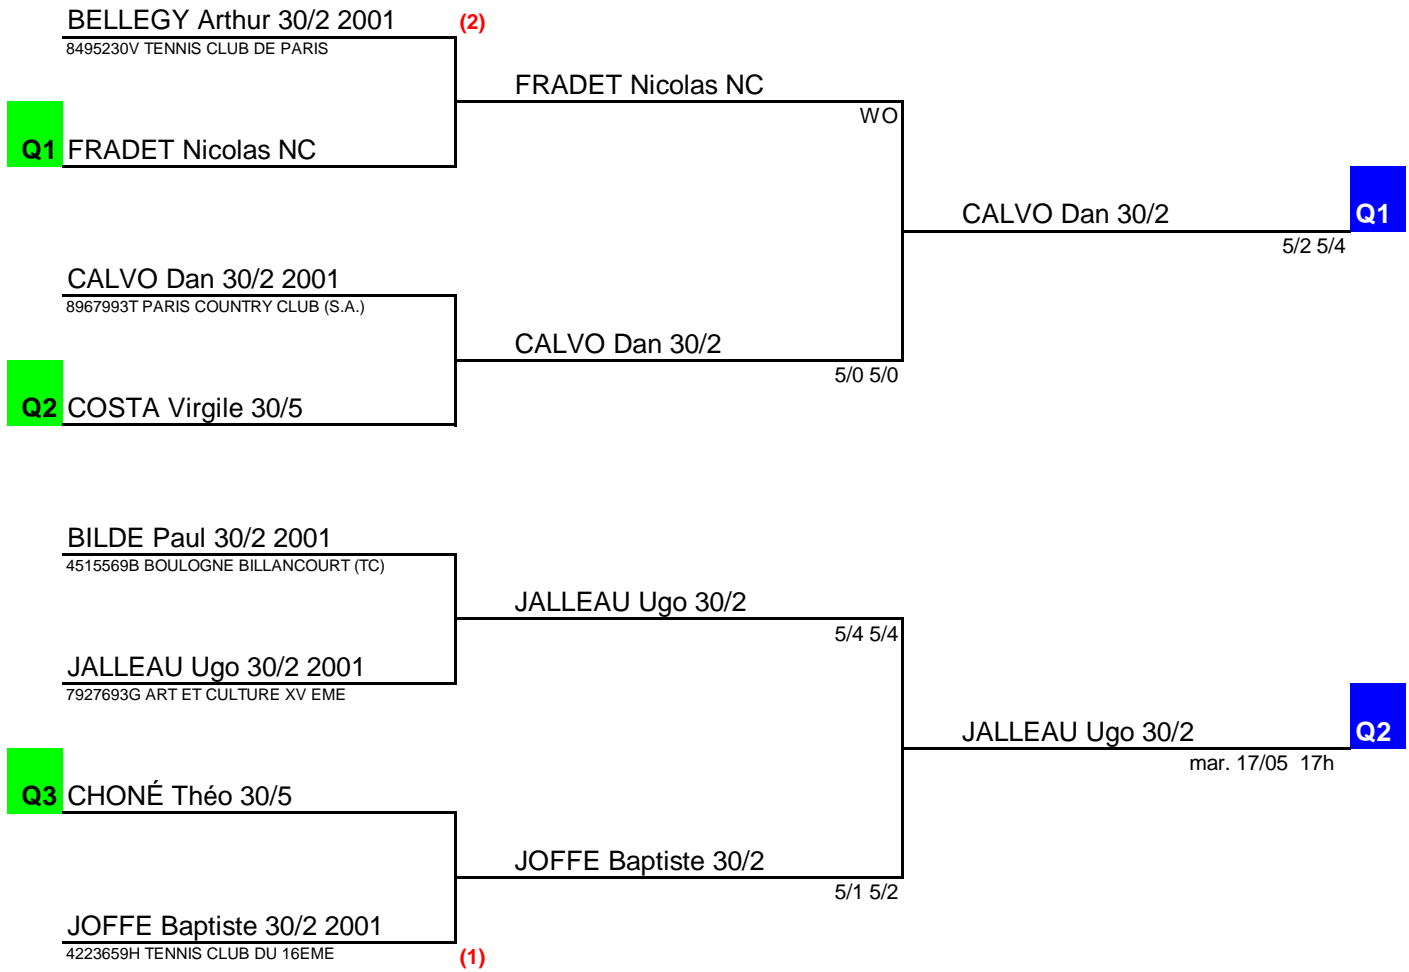 BELLEGY Arthur 30/2 2001 (2)
8495230V TENNIS CLUB DE PARIS
FRADET Nicolas NC
WO
Q1 FRADET Nicolas NC
CALVO Dan 30/2 Q1
5/2 5/4
CALVO Dan 30/2 2001
8967993T PARIS COUNTRY CLUB (S.A.)
CALVO Dan 30/2
5/0 5/0
Q2 COSTA Virgile 30/5
BILDE Paul 30/2 2001
4515569B BOULOGNE BILLANCOURT (TC)
JALLEAU Ugo 30/2
5/4 5/4
JALLEAU Ugo 30/2 2001
7927693G ART ET CULTURE XV EME
JALLEAU Ugo 30/2 Q2
mar. 17/05 17h
Q3 CHONÉ Théo 30/5
JOFFE Baptiste 30/2
5/1 5/2
JOFFE Baptiste 30/2 2001
4223659H TENNIS CLUB DU 16EME (1)